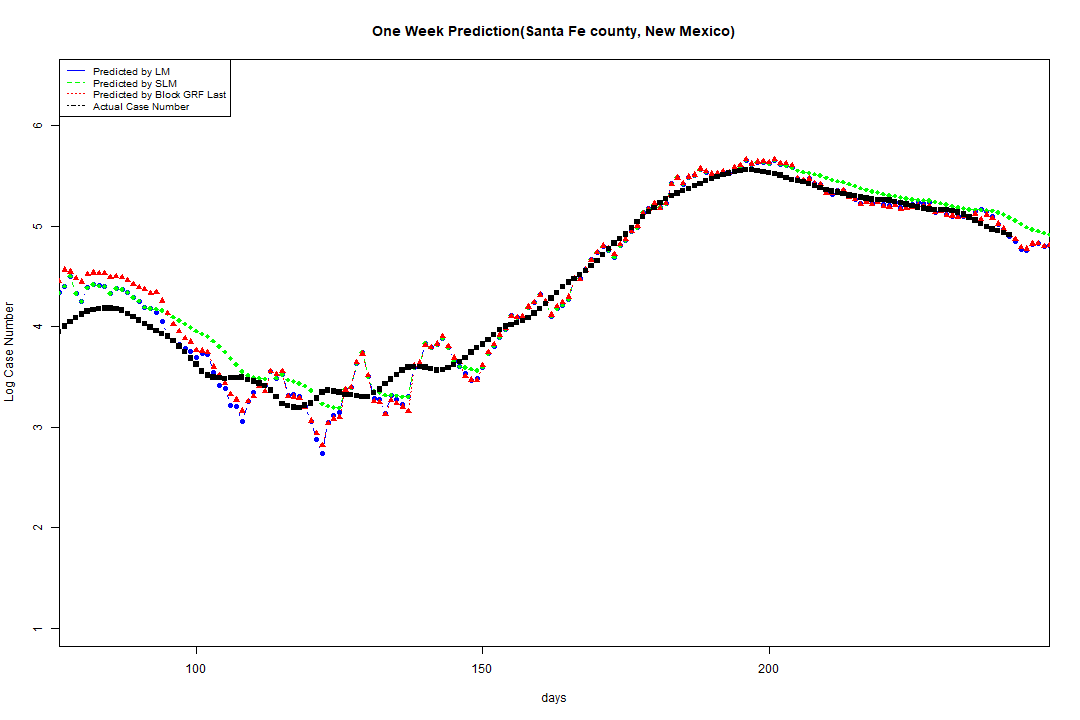 One Week Prediction(Santa Fe county, New Mexico)
Predicted by LM
Predicted by SLM
Predicted by Block GRF Last
Actual Case Number
6
5
4
3
2
1
Log Case Number
100 150 200
days